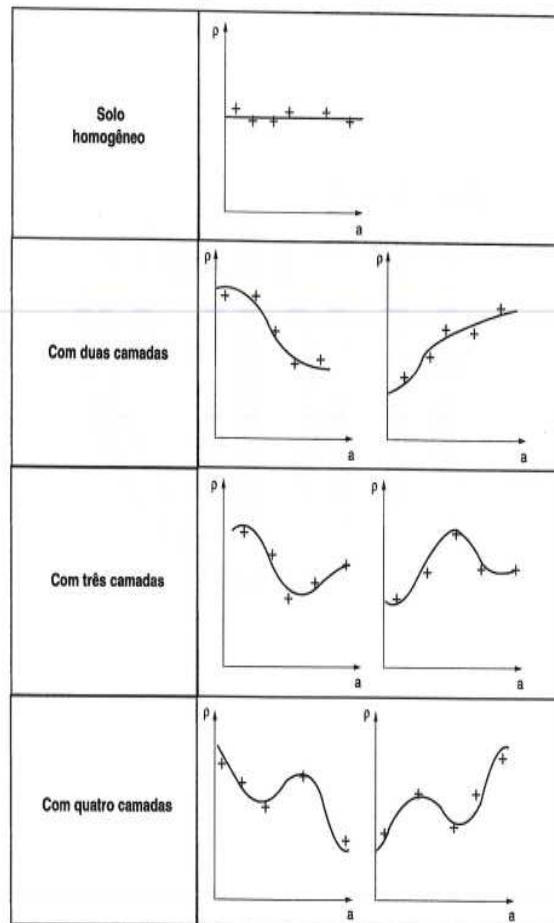 Solo
homogêneo
ρ
a
Com duas camadas
ρ
a
ρ
a
Com três camadas
ρ
a
ρ
a
Com quatro camadas
ρ
a
ρ
a